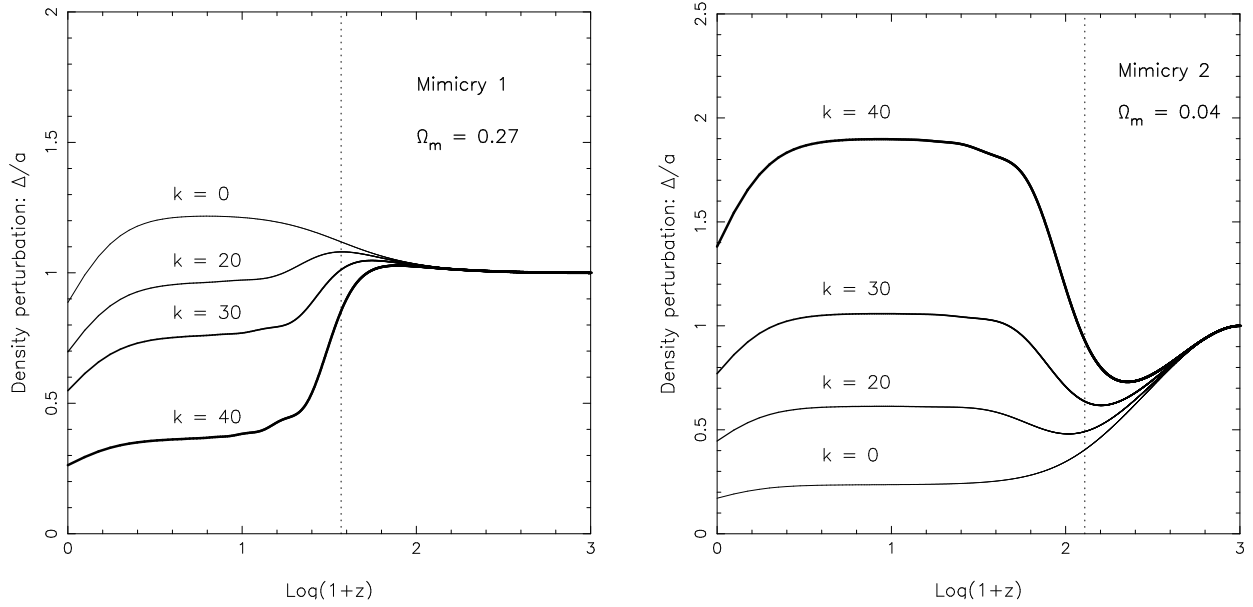 2
1.5
1
0.5
0
Density perturbation: Δ/a
Mimicry 1
Ωm = 0.27
k = 0
k = 20
k = 30
k = 40
0
1
2
3
Log(1+z)
2.5
2
1.5
1
0.5
0
Density perturbation: Δ/a
Mimicry 2
Ωm = 0.04
k = 40
k = 30
k = 20
k = 0
0
1
2
3
Log(1+z)